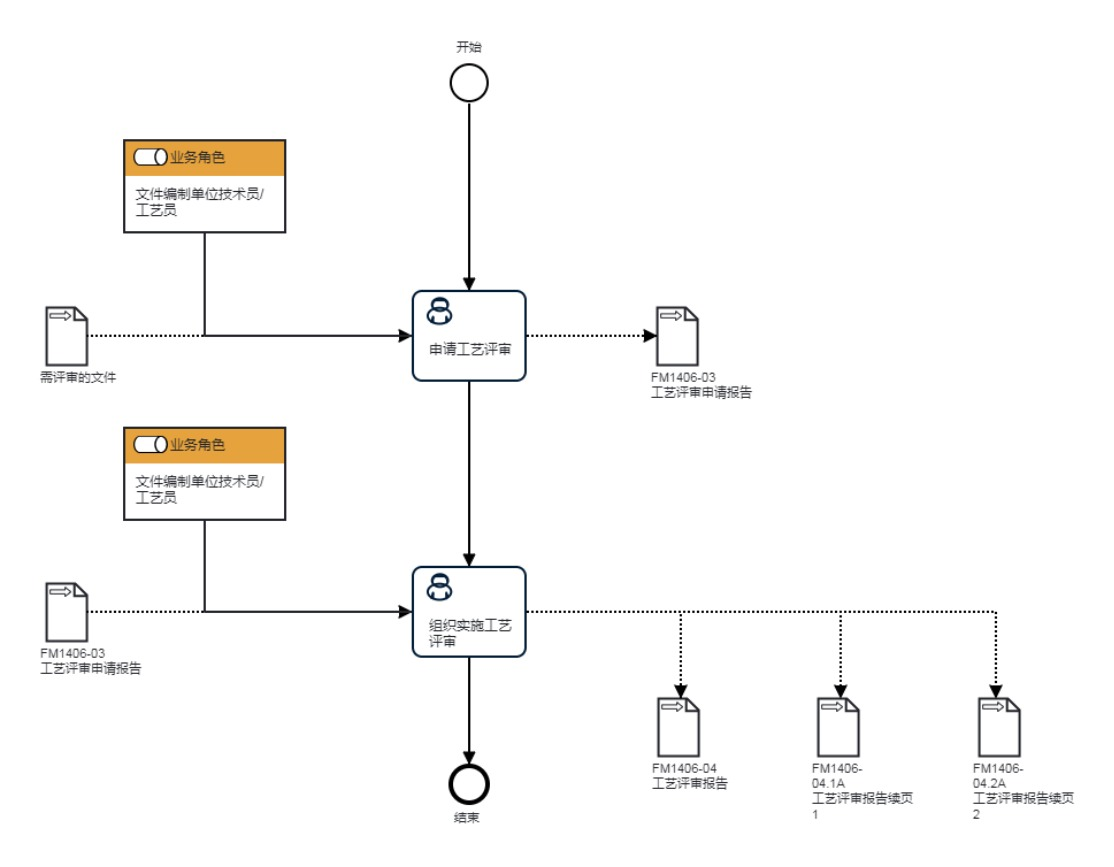 开始
业务角色
文件编制单位技术员/
工艺员
申请工艺评审
需评审的文件
FM1406-03
工艺评审申请报告
业务角色
文件编制单位技术员/
工艺员
组织实施工艺
评审
FM1406-03
工艺评审申请报告
FM1406-04
工艺评审报告
FM1406-
04.1A
工艺评审报告续页
1
FM1406-
04.2A
工艺评审报告续页
2
结束